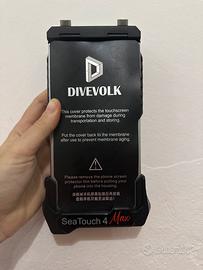 DIVEVOLK
This cover protects the touchscreen
membrane from damage during
transportation and storing.
Put the cover back to the membrane
after use to prevent membrane aging.
Please remove the phone screen
protector film before putting your
phone into the housing.
SeaTouch 4 Max
subito